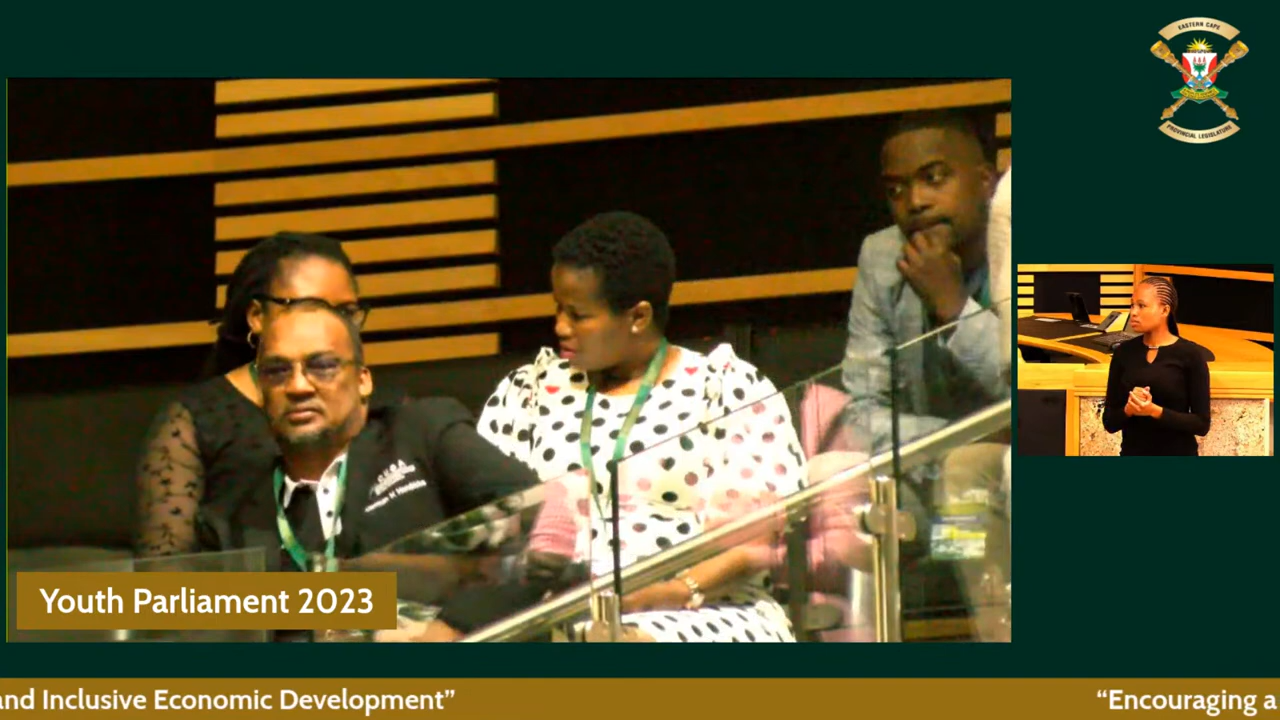 EASTERN CAPE
PROVINCIAL LEGISLATURE
Youth Parliament 2023
and Inclusive Economic Development”
“Encouraging a